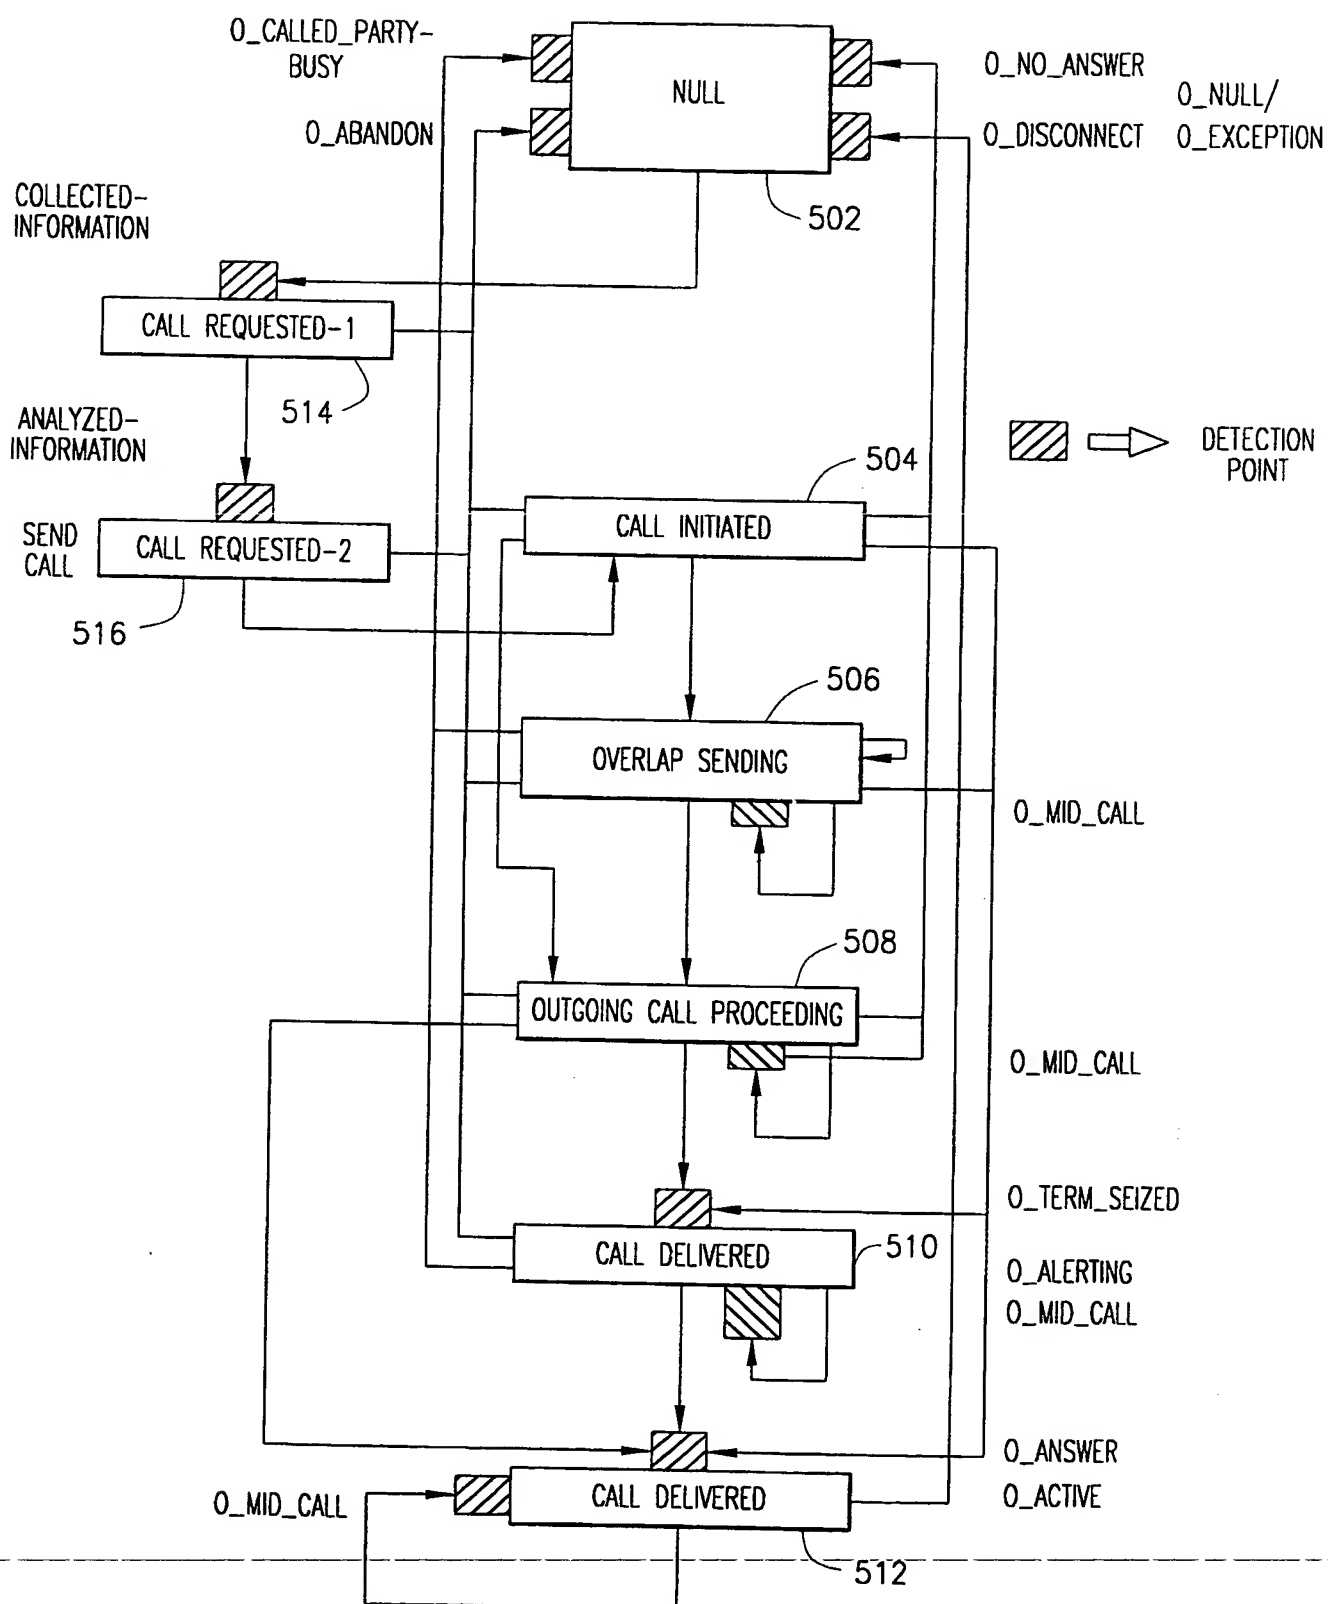 O_CALLED_PARTY-
BUSY
NULL
O_NO_ANSWER
O_NULL/
O_ABANDON
O_DISCONNECT
O_EXCEPTION
502
COLLECTED-
INFORMATION
CALL REQUESTED-1
514
ANALYZED-
INFORMATION
DETECTION
POINT
504
SEND
CALL
CALL REQUESTED-2
CALL INITIATED
516
506
OVERLAP SENDING
O_MID_CALL
508
OUTGOING CALL PROCEEDING
O_MID_CALL
O_TERM_SEIZED
CALL DELIVERED
510
O_ALERTING
O_MID_CALL
O_ANSWER
O_MID_CALL
CALL DELIVERED
O_ACTIVE
512